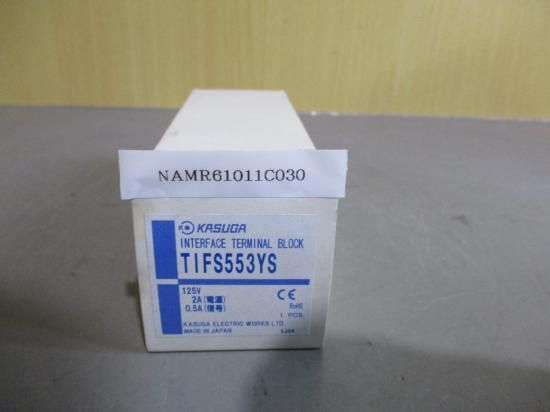 NAMR61011C030
KASUGA
INTERFACE TERMINAL BLOCK
TIFS553YS
125V
2A(電源)
0.5A(信号)
CE
RoHS
1 PCS.
KASUGA ELECTRIC WORKS LTD.
MADE IN JAPAN